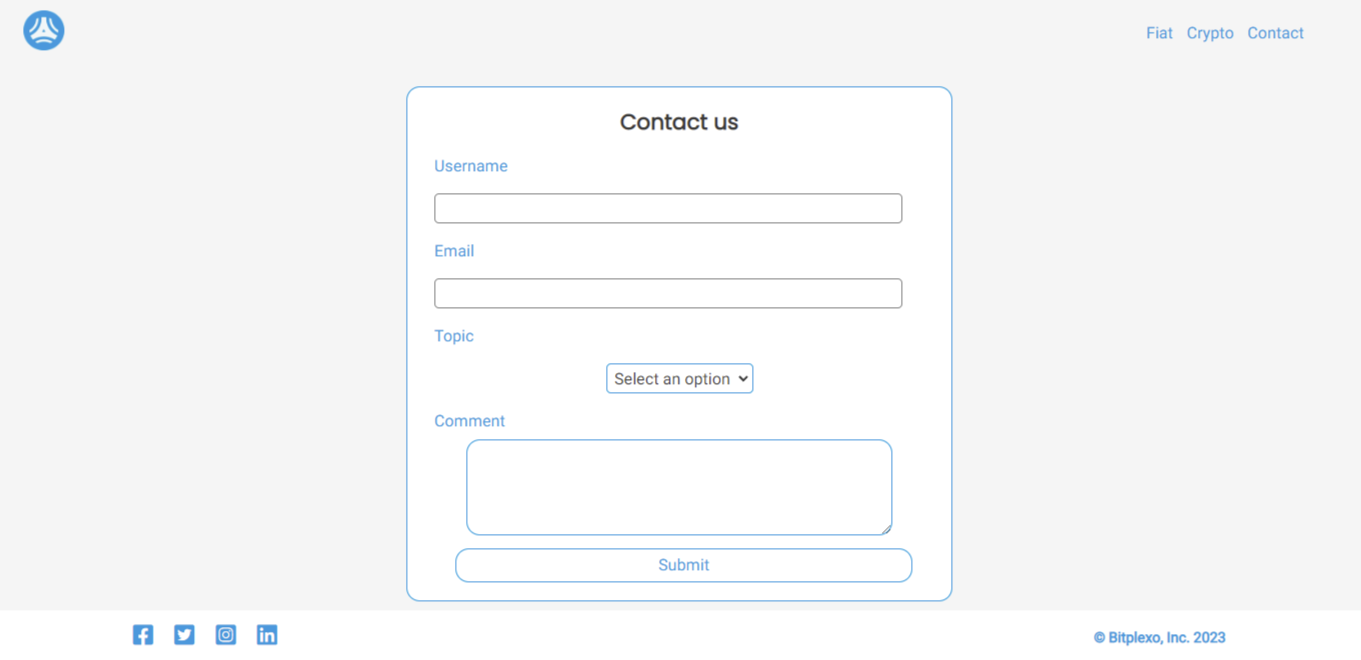 Fiat Crypto Contact
Contact us
Username
Email
Topic
Select an option
Comment
Submit
© Bitplexo, Inc. 2023